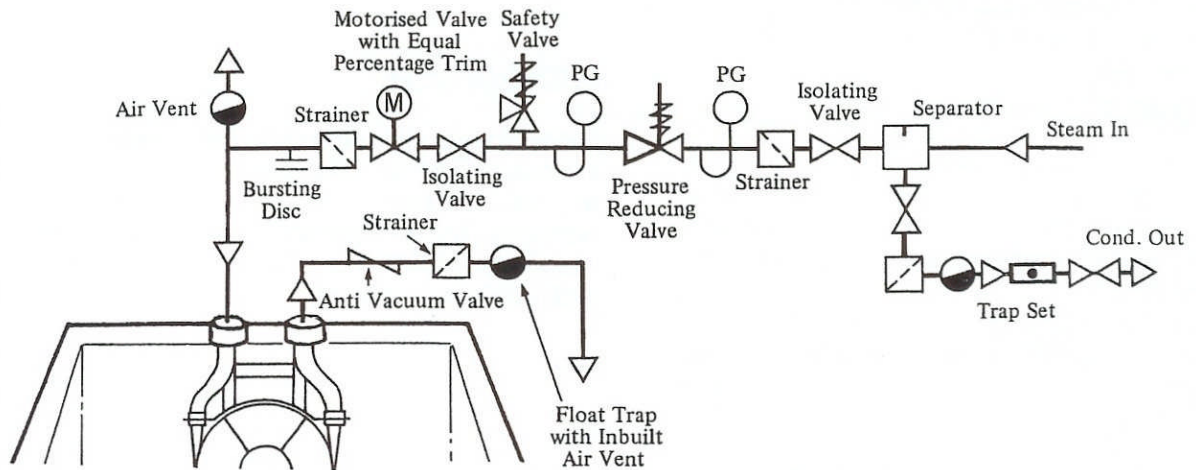 Motorised Valve
with Equal
Percentage Trim
Safety
Valve
PG
PG
Isolating
Valve
Separator
Steam In
Air Vent
Strainer
M
Bursting
Disc
Isolating
Valve
Pressure
Reducing
Valve
Strainer
Strainer
Anti Vacuum Valve
Cond. Out
Trap Set
Float Trap
with Inbuilt
Air Vent